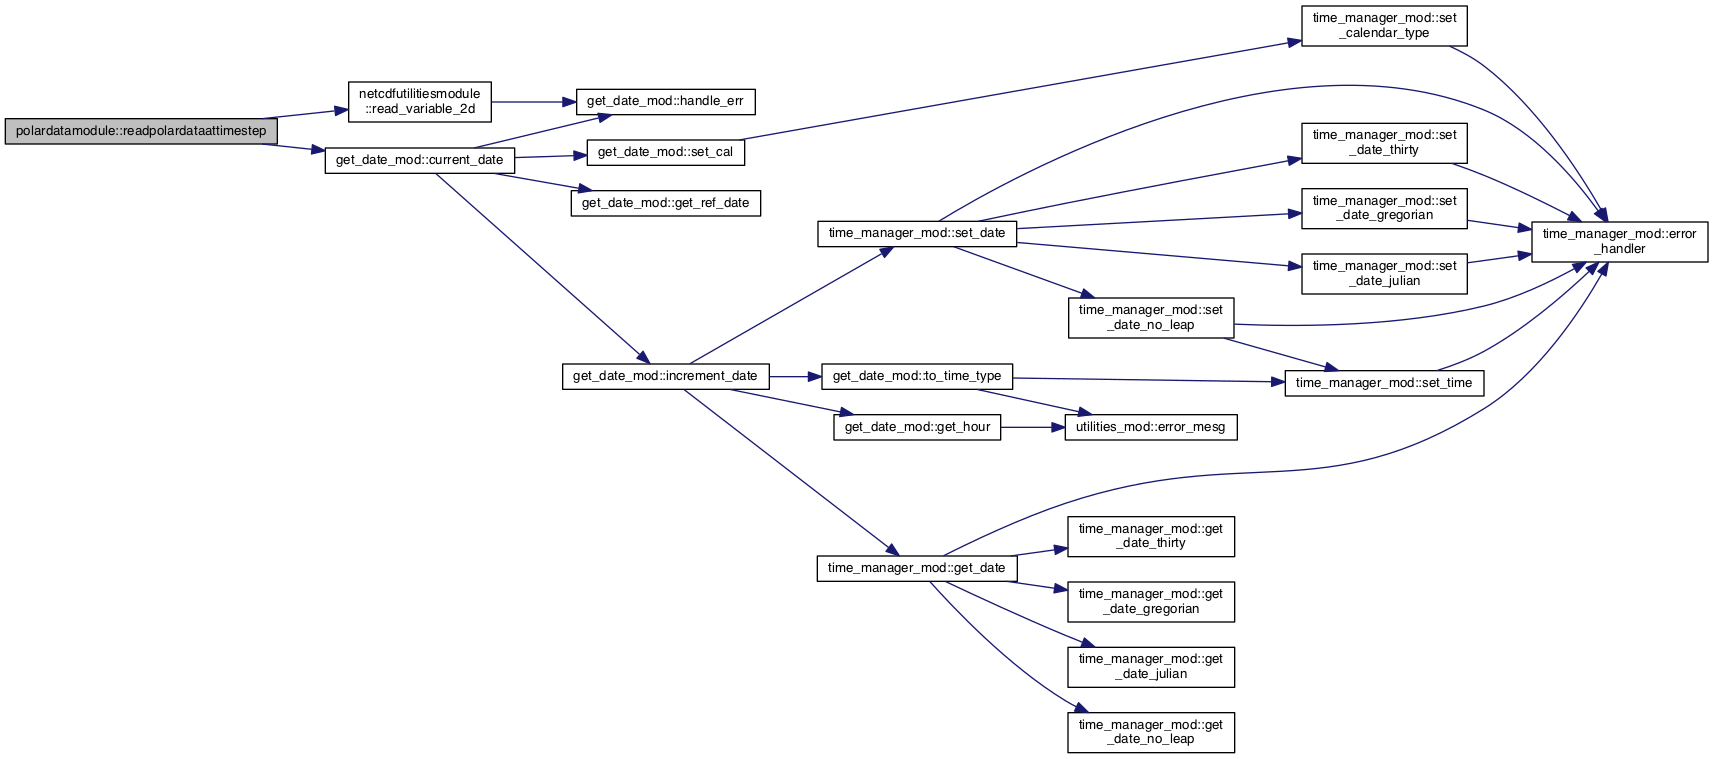 time_manager_mod::set
_calendar_type
netcdfutilitiesmodule
::read_variable_2d
get_date_mod::handle_err
polardatamodule::readpolardataattimestep
time_manager_mod::set
_date_thirty
get_date_mod::set_cal
get_date_mod::current_date
get_date_mod::get_ref_date
time_manager_mod::set
_date_gregorian
time_manager_mod::set_date
time_manager_mod::error
_handler
time_manager_mod::set
_date_julian
time_manager_mod::set
_date_no_leap
get_date_mod::increment_date
get_date_mod::to_time_type
time_manager_mod::set_time
get_date_mod::get_hour
utilities_mod::error_mesg
time_manager_mod::get
_date_thirty
time_manager_mod::get_date
time_manager_mod::get
_date_gregorian
time_manager_mod::get
_date_julian
time_manager_mod::get
_date_no_leap